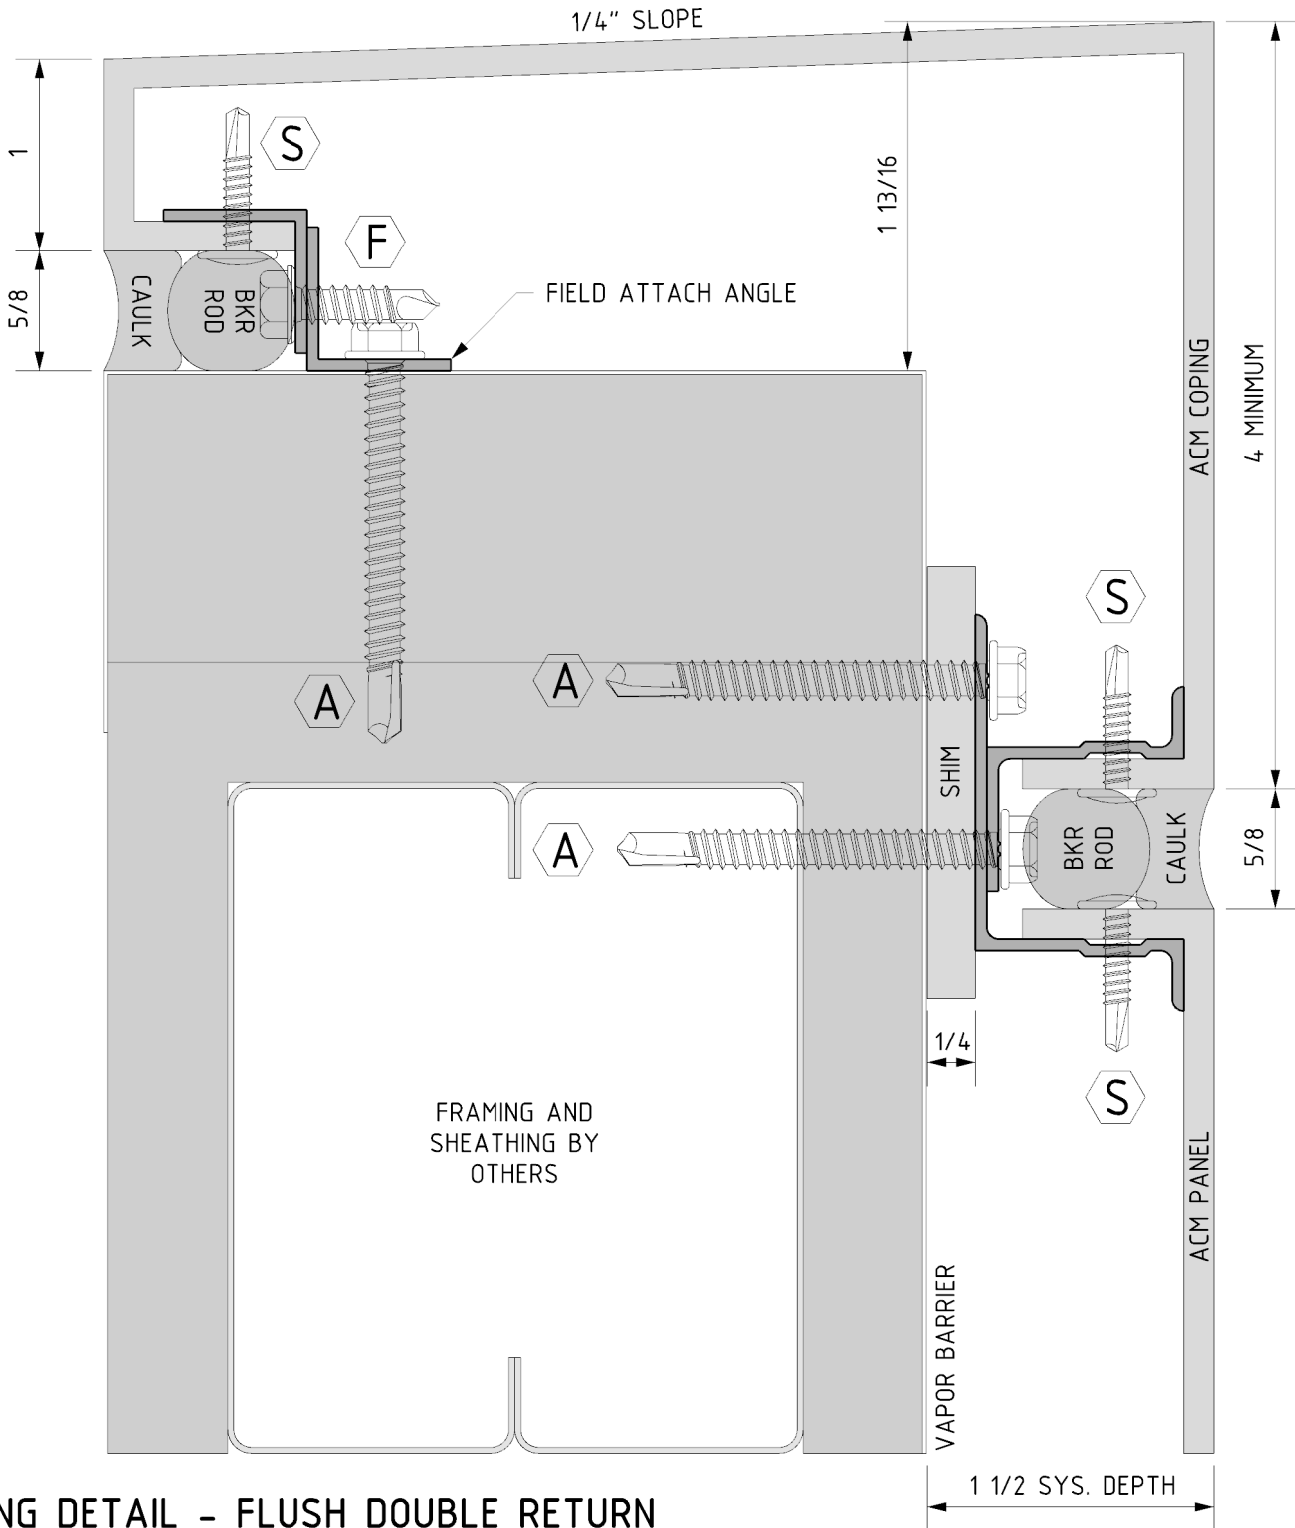 1/4" SLOPE
1
S
1 13/16
F
5/8
CAULK
BKR
ROD
FIELD ATTACH ANGLE
ACM COPING
4 MINIMUM
S
A
A
SHIM
A
BKR
ROD
CAULK
5/8
1/4
S
FRAMING AND
SHEATHING BY
OTHERS
ACM PANEL
VAPOR BARRIER
1 1/2 SYS. DEPTH
NG DETAIL - FLUSH DOUBLE RETURN